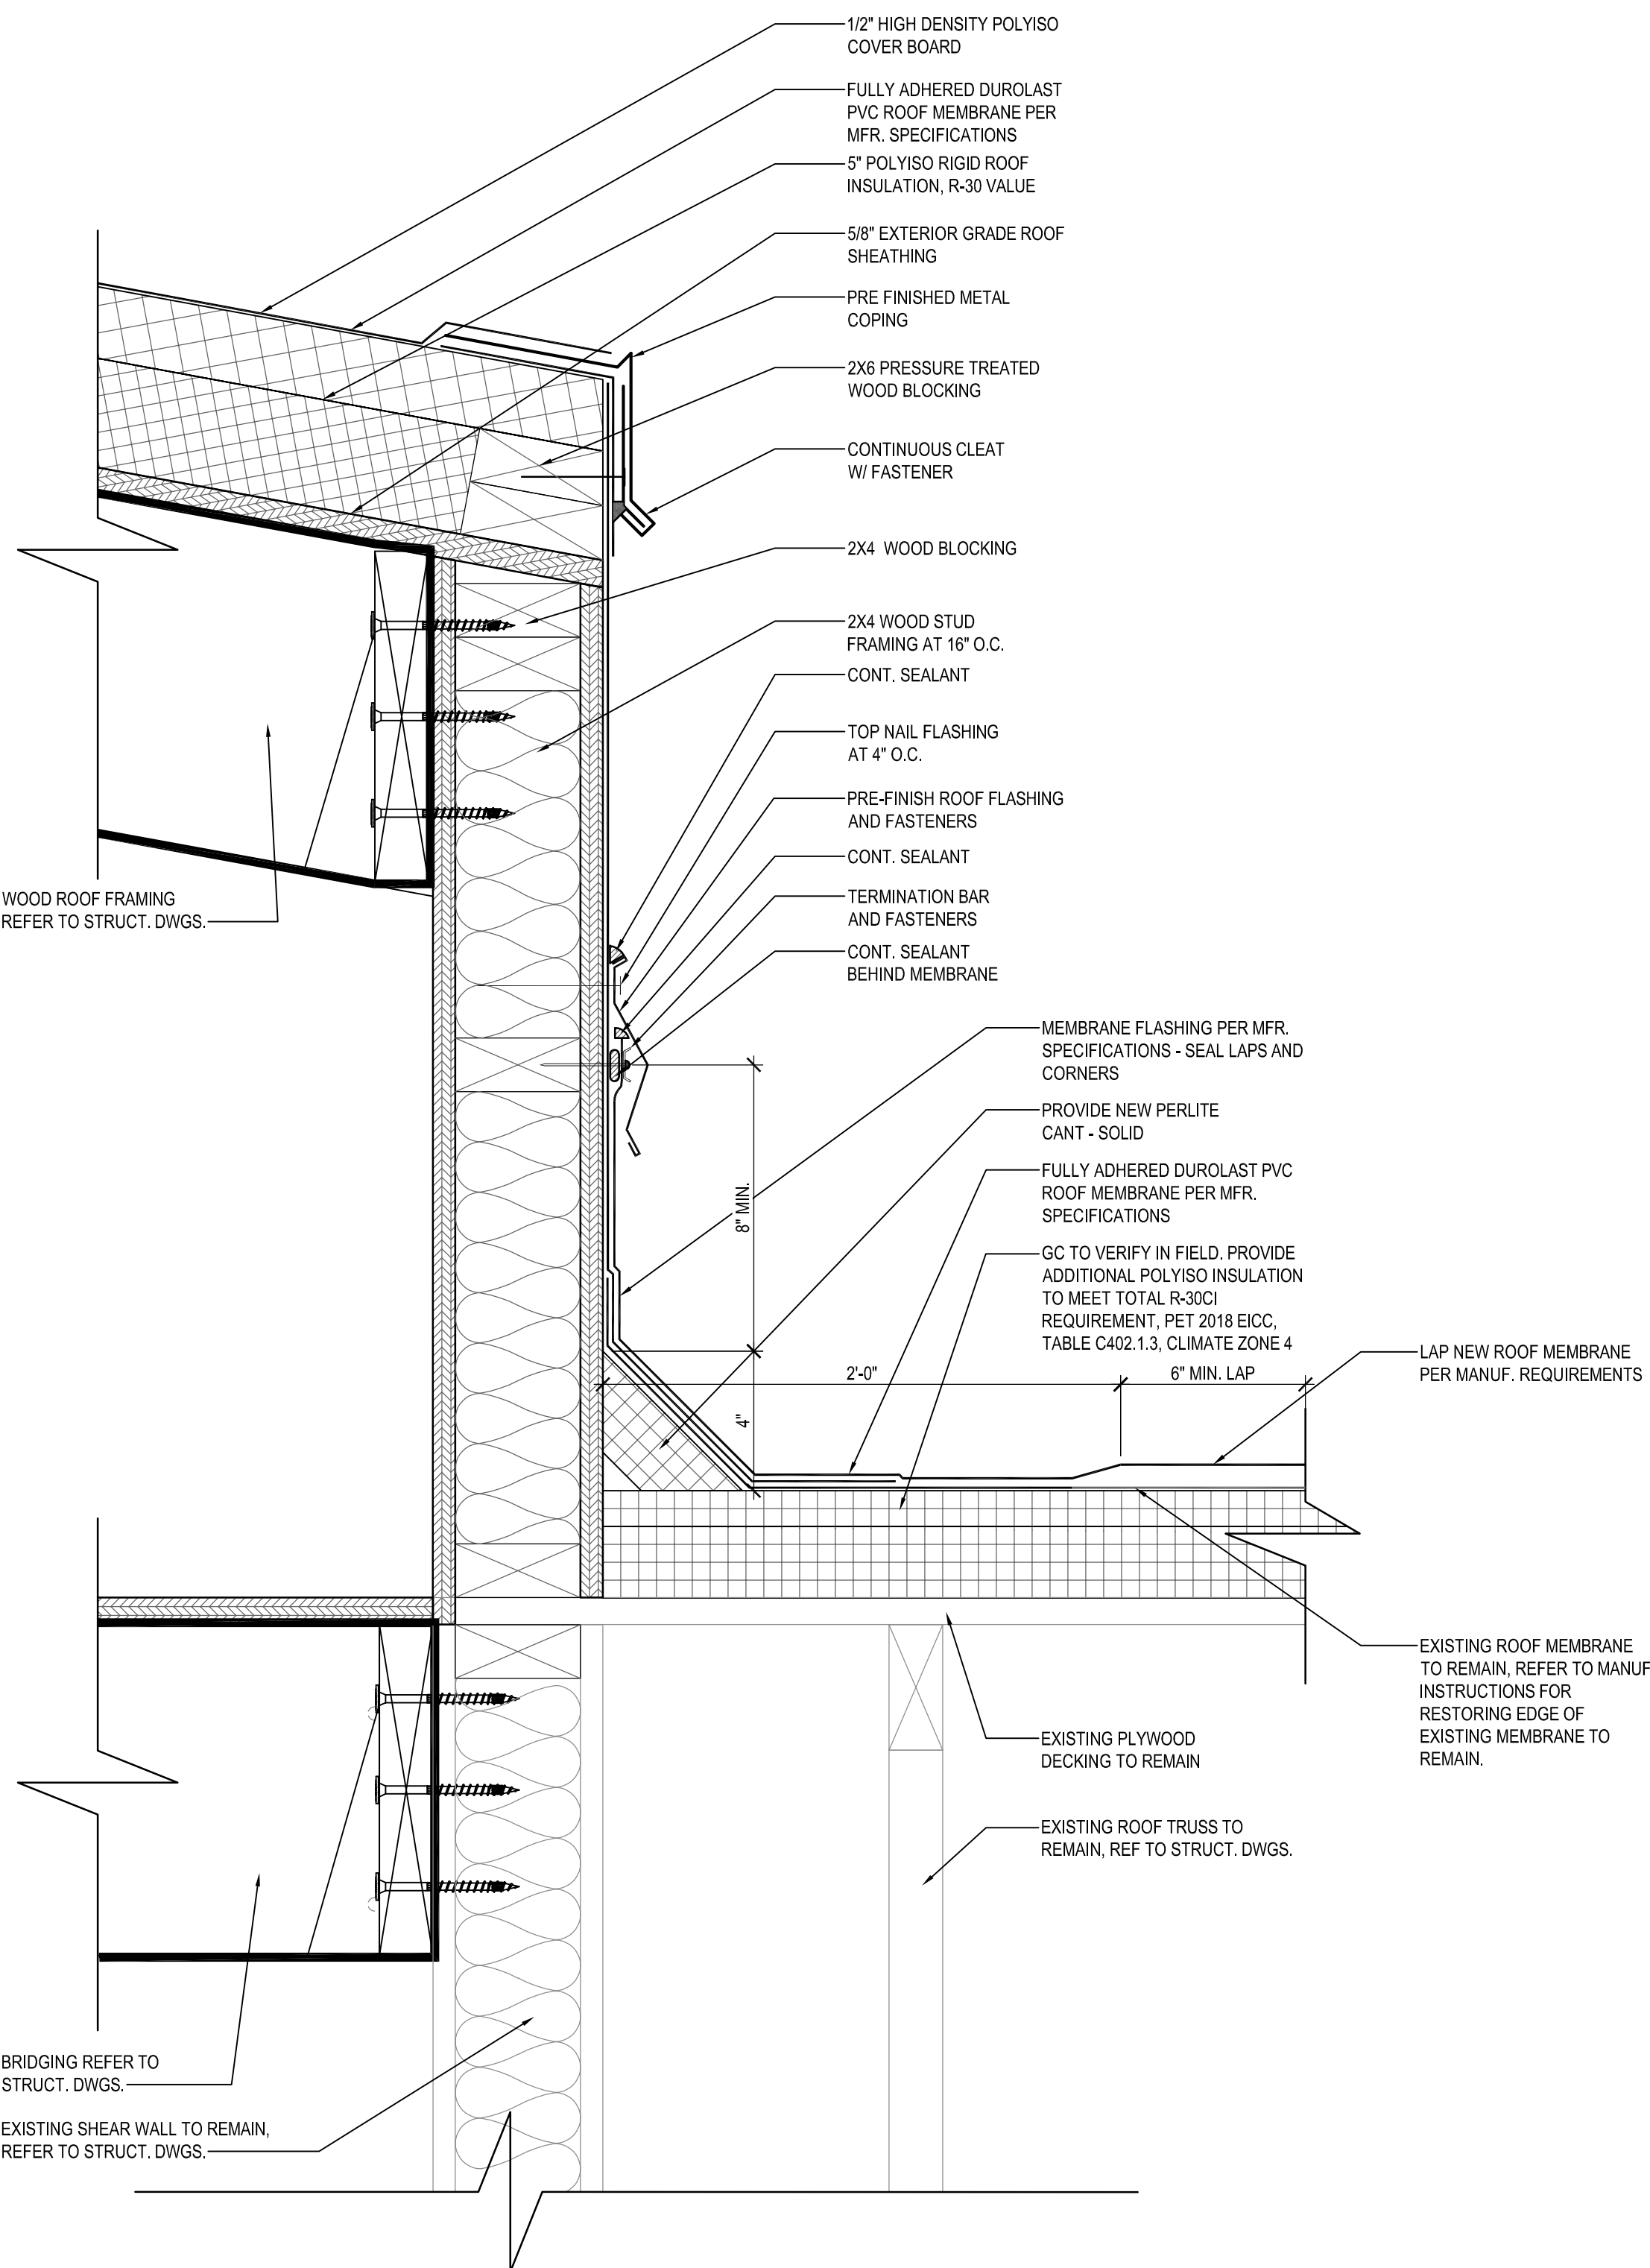 1/2" HIGH DENSITY POLYISO
COVER BOARD
FULLY ADHERED DUROLAST
PVC ROOF MEMBRANE PER
MFR. SPECIFICATIONS
5" POLYISO RIGID ROOF
INSULATION, R-30 VALUE
5/8" EXTERIOR GRADE ROOF
SHEATHING
PRE FINISHED METAL
COPING
2X6 PRESSURE TREATED
WOOD BLOCKING
CONTINUOUS CLEAT
W/ FASTENER
2X4 WOOD BLOCKING
2X4 WOOD STUD
FRAMING AT 16" O.C.
CONT. SEALANT
TOP NAIL FLASHING
AT 4" O.C.
PRE-FINISH ROOF FLASHING
AND FASTENERS
CONT. SEALANT
TERMINATION BAR
AND FASTENERS
CONT. SEALANT
BEHIND MEMBRANE
WOOD ROOF FRAMING
REFER TO STRUCT. DWGS.
MEMBRANE FLASHING PER MFR.
SPECIFICATIONS - SEAL LAPS AND
CORNERS
PROVIDE NEW PERLITE
CANT - SOLID
FULLY ADHERED DUROLAST PVC
ROOF MEMBRANE PER MFR.
SPECIFICATIONS
GC TO VERIFY IN FIELD. PROVIDE
ADDITIONAL POLYISO INSULATION
TO MEET TOTAL R-30CI
REQUIREMENT, PET 2018 EICC,
TABLE C402.1.3, CLIMATE ZONE 4
8" MIN.
4"
2'-0"
6" MIN. LAP
LAP NEW ROOF MEMBRANE
PER MANUF. REQUIREMENTS
EXISTING ROOF MEMBRANE
TO REMAIN, REFER TO MANUF
INSTRUCTIONS FOR
RESTORING EDGE OF
EXISTING MEMBRANE TO
REMAIN.
EXISTING PLYWOOD
DECKING TO REMAIN
EXISTING ROOF TRUSS TO
REMAIN, REF TO STRUCT. DWGS.
BRIDGING REFER TO
STRUCT. DWGS.
EXISTING SHEAR WALL TO REMAIN,
REFER TO STRUCT. DWGS.